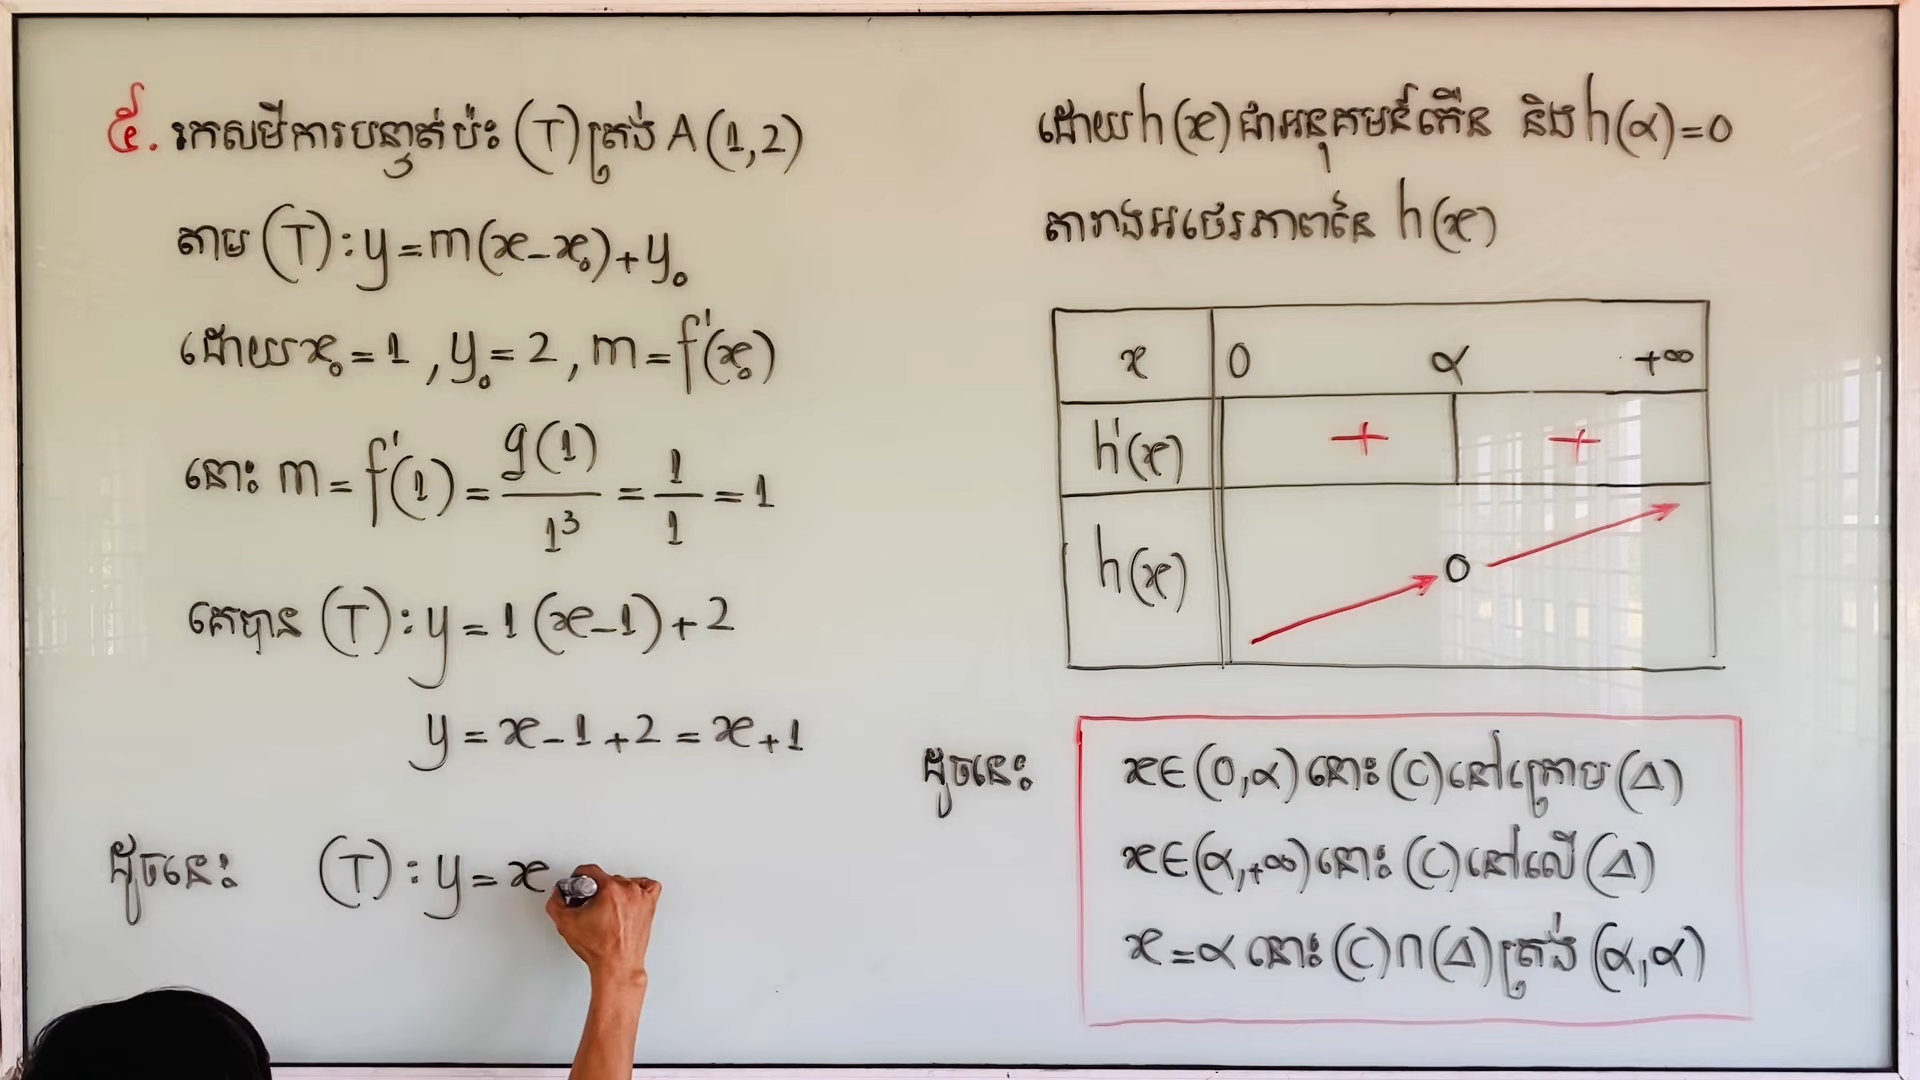 ៥. រកសមីការបន្ទាត់ប៉ះ (T) ត្រង់ A(1,2)
តាម (T) : y = m(x - x₀) + y₀
ដោយ x₀ = 1 , y₀ = 2 , m = f'(x₀)
នោះ m = f'(1) = g(1)/1³ = 1/1 = 1
គេបាន (T) : y = 1(x - 1) + 2
y = x - 1 + 2 = x + 1
ដូចនេះ (T) : y = x
ដោយ h(x) ជាអនុគមន៍កើន និង h(α) = 0
តារាងអថេរភាពនៃ h(x)
x 0 α +∞
h'(x) + +
h(x) 0
ដូចនេះ
x ∈ (0, α) នោះ (C) នៅក្រោម (Δ)
x ∈ (α, +∞) នោះ (C) នៅលើ (Δ)
x = α នោះ (C) ∩ (Δ) ត្រង់ (α, α)